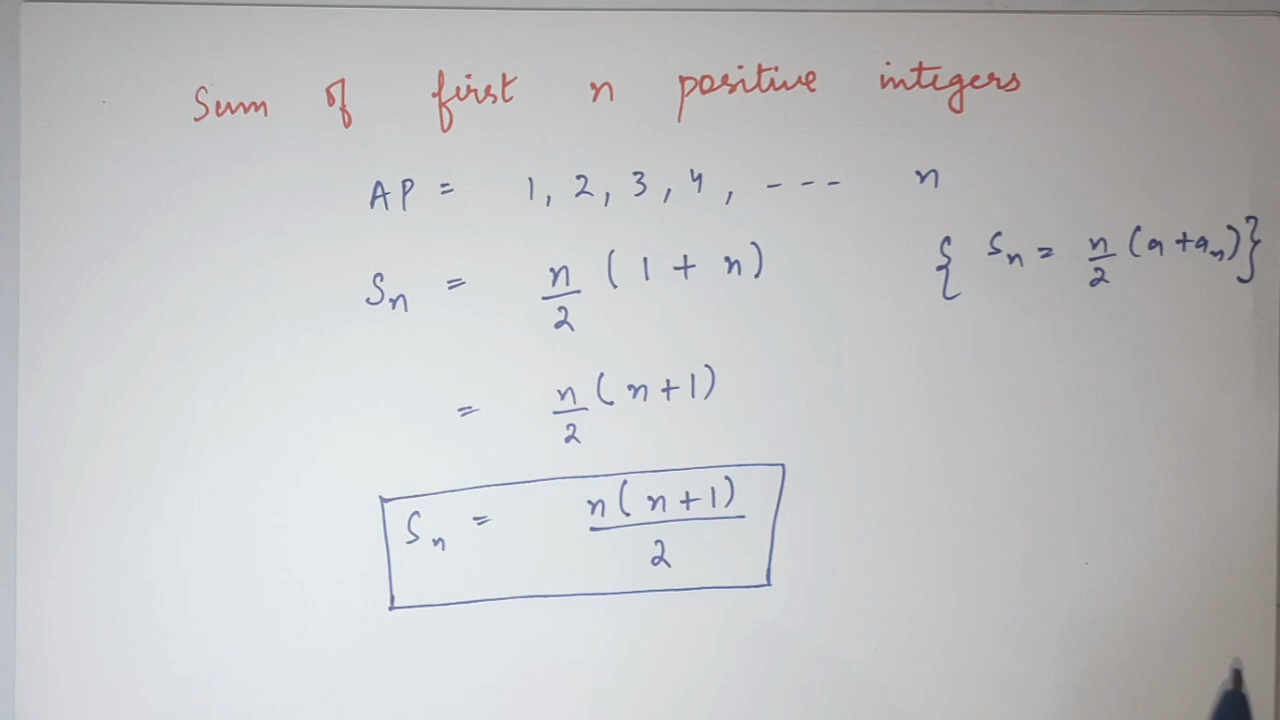 Sum of first n positive integers
AP = 1, 2, 3, 4, - - - n
Sn = n/2 (1 + n) { Sn = n/2 (a + an) }
= n/2 (n + 1)
Sn = n(n + 1)/2